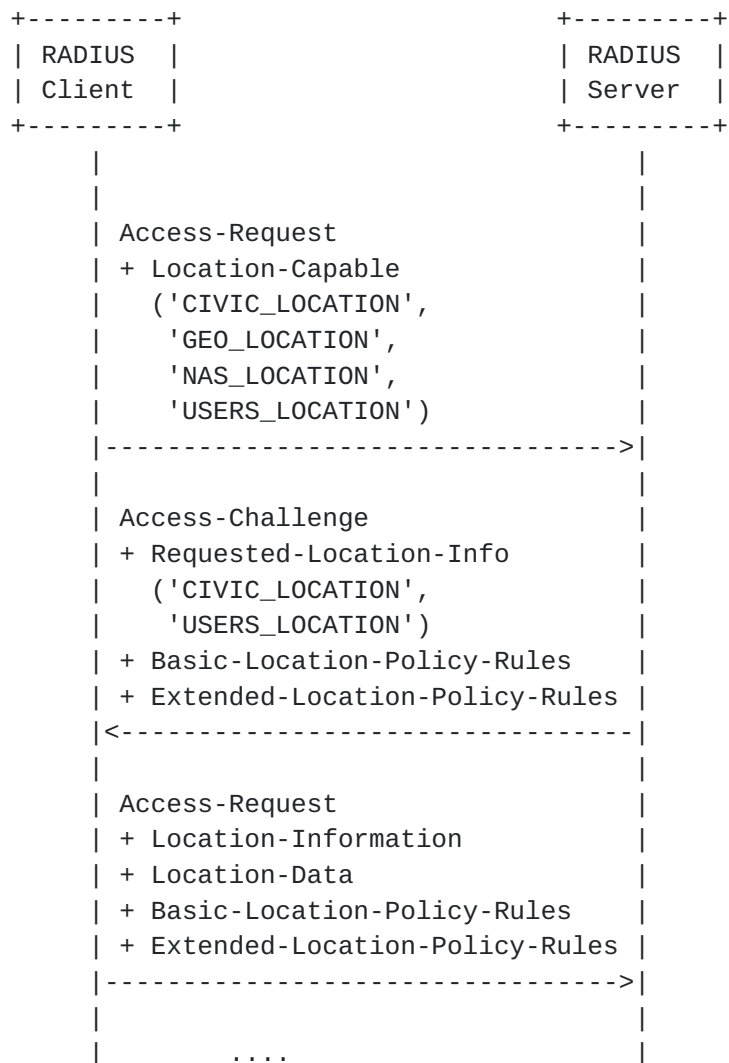 +---------+                        +---------+
| RADIUS  |                        | RADIUS  |
| Client  |                        | Server  |
+---------+                        +---------+
     |                                  |
     |                                  |
     | Access-Request                   |
     | + Location-Capable               |
     |   ('CIVIC_LOCATION',             |
     |    'GEO_LOCATION',               |
     |    'NAS_LOCATION',               |
     |    'USERS_LOCATION')             |
     |--------------------------------->|
     |                                  |
     | Access-Challenge                 |
     | + Requested-Location-Info        |
     |   ('CIVIC_LOCATION',             |
     |    'USERS_LOCATION')             |
     | + Basic-Location-Policy-Rules    |
     | + Extended-Location-Policy-Rules |
     |<---------------------------------|
     |                                  |
     | Access-Request                   |
     | + Location-Information           |
     | + Location-Data                  |
     | + Basic-Location-Policy-Rules    |
     | + Extended-Location-Policy-Rules |
     |--------------------------------->|
     |                                  |
     |        ....                      |